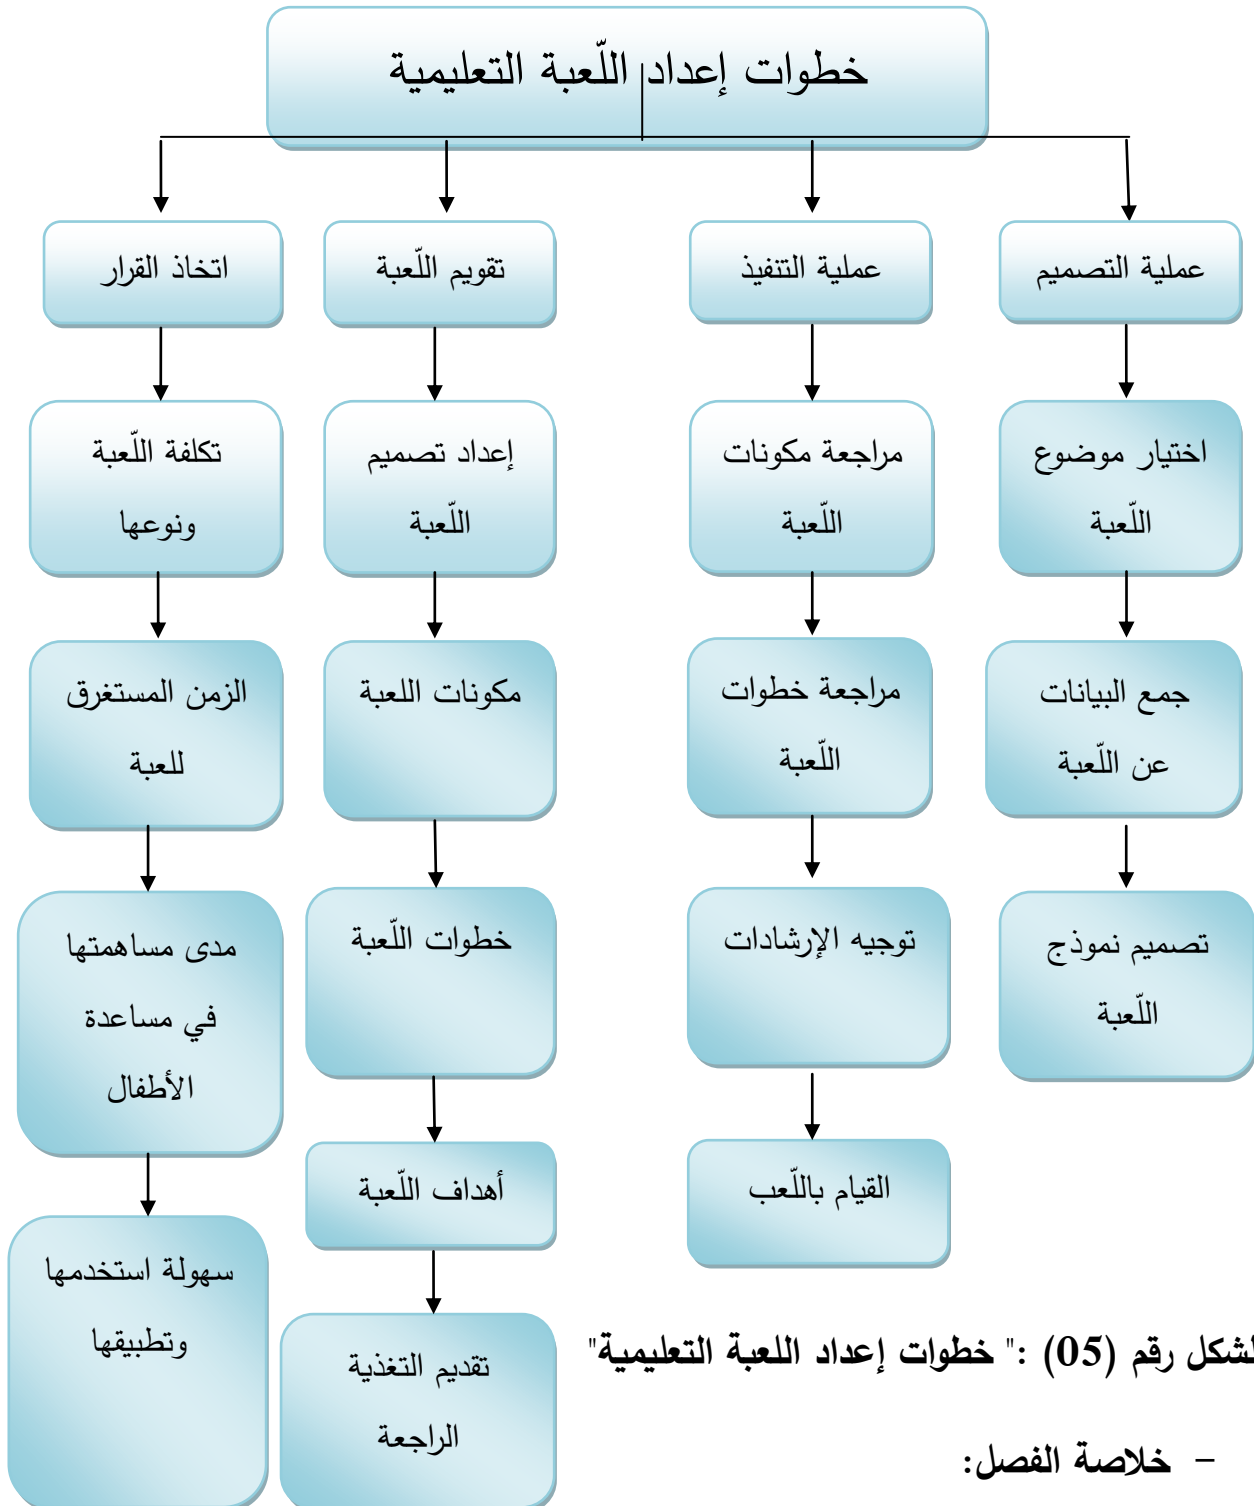 خطوات إعداد اللّعبة التعليمية
عملية التصميم
عملية التنفيذ
تقويم اللّعبة
اتخاذ القرار
اختيار موضوع
اللّعبة
مراجعة مكونات
اللّعبة
إعداد تصميم
اللّعبة
تكلفة اللّعبة
ونوعها
جمع البيانات
عن اللّعبة
مراجعة خطوات
اللّعبة
مكونات اللعبة
الزمن المستغرق
للعبة
تصميم نموذج
اللّعبة
توجيه الإرشادات
خطوات اللّعبة
مدى مساهمتها
في مساعدة
الأطفال
القيام باللّعب
أهداف اللّعبة
سهولة استخدمها
وتطبيقها
تقديم التغذية
الراجعة
لشكل رقم (05) :" خطوات إعداد اللعبة التعليمية"
- خلاصة الفصل: